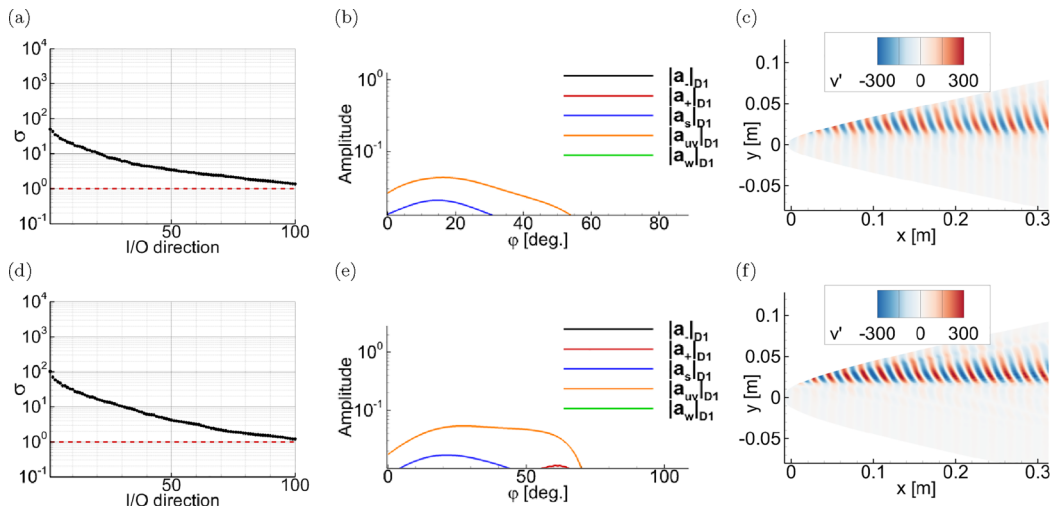 (a)
10⁴
10³
10²
10¹
10⁰
10⁻¹
σ
50
100
I/O direction
(b)
10⁰
10⁻¹
Amplitude
|a₋|D1
|a₊|D1
|aₛ|D1
|aᵤᵥ|D1
|a_w|D1
0
20
40
60
80
φ [deg.]
(c)
v'
-300
300
0.1
0.05
0
-0.05
y [m]
0
0.1
0.2
0.3
x [m]
(d)
10⁴
10³
10²
10¹
10⁰
10⁻¹
σ
50
100
I/O direction
(e)
10⁰
10⁻¹
Amplitude
|a₋|D1
|a₊|D1
|aₛ|D1
|aᵤᵥ|D1
|a_w|D1
0
50
100
φ [deg.]
(f)
v'
-300
300
0.1
0.05
0
-0.05
y [m]
0
0.1
0.2
0.3
x [m]